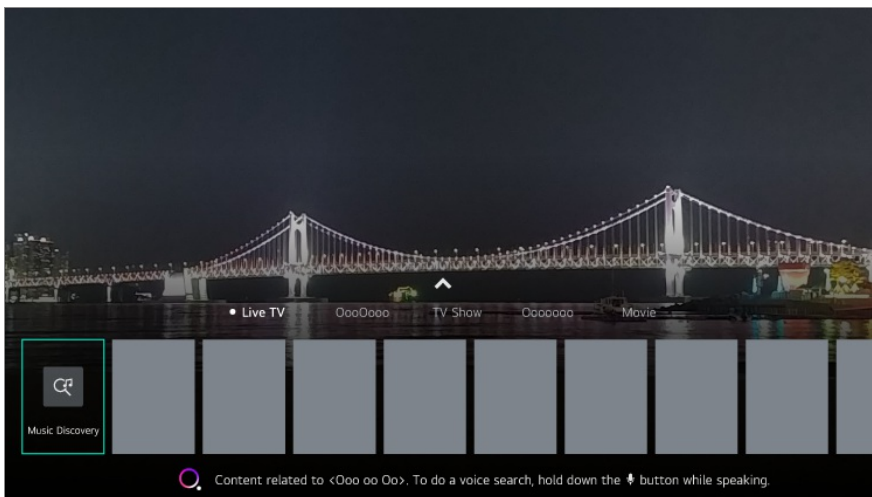 Live TV
OooOooo
TV Show
Ooooooo
Movie
Music Discovery
Content related to <Ooo oo Oo>. To do a voice search, hold down the button while speaking.